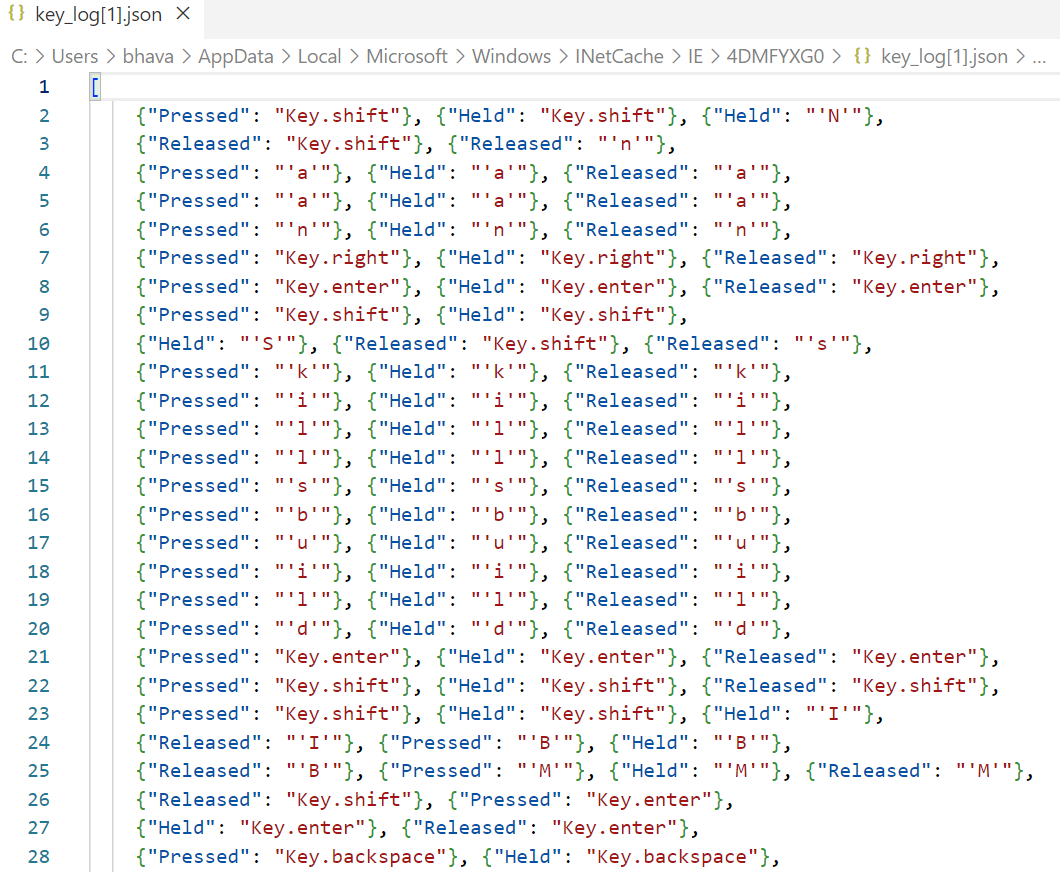 {} key_log[1].json ×
C: > Users > bhava > AppData > Local > Microsoft > Windows > INetCache > IE > 4DMFYXG0 > {} key_log[1].json > ...
1 [
2 {"Pressed": "Key.shift"}, {"Held": "Key.shift"}, {"Held": "'N'"},
3 {"Released": "Key.shift"}, {"Released": "'n'"},
4 {"Pressed": "'a'"}, {"Held": "'a'"}, {"Released": "'a'"},
5 {"Pressed": "'a'"}, {"Held": "'a'"}, {"Released": "'a'"},
6 {"Pressed": "'n'"}, {"Held": "'n'"}, {"Released": "'n'"},
7 {"Pressed": "Key.right"}, {"Held": "Key.right"}, {"Released": "Key.right"},
8 {"Pressed": "Key.enter"}, {"Held": "Key.enter"}, {"Released": "Key.enter"},
9 {"Pressed": "Key.shift"}, {"Held": "Key.shift"},
10 {"Held": "'S'"}, {"Released": "Key.shift"}, {"Released": "'s'"},
11 {"Pressed": "'k'"}, {"Held": "'k'"}, {"Released": "'k'"},
12 {"Pressed": "'i'"}, {"Held": "'i'"}, {"Released": "'i'"},
13 {"Pressed": "'l'"}, {"Held": "'l'"}, {"Released": "'l'"},
14 {"Pressed": "'l'"}, {"Held": "'l'"}, {"Released": "'l'"},
15 {"Pressed": "'s'"}, {"Held": "'s'"}, {"Released": "'s'"},
16 {"Pressed": "'b'"}, {"Held": "'b'"}, {"Released": "'b'"},
17 {"Pressed": "'u'"}, {"Held": "'u'"}, {"Released": "'u'"},
18 {"Pressed": "'i'"}, {"Held": "'i'"}, {"Released": "'i'"},
19 {"Pressed": "'l'"}, {"Held": "'l'"}, {"Released": "'l'"},
20 {"Pressed": "'d'"}, {"Held": "'d'"}, {"Released": "'d'"},
21 {"Pressed": "Key.enter"}, {"Held": "Key.enter"}, {"Released": "Key.enter"},
22 {"Pressed": "Key.shift"}, {"Held": "Key.shift"}, {"Released": "Key.shift"},
23 {"Pressed": "Key.shift"}, {"Held": "Key.shift"}, {"Held": "'I'"},
24 {"Released": "'I'"}, {"Pressed": "'B'"}, {"Held": "'B'"},
25 {"Released": "'B'"}, {"Pressed": "'M'"}, {"Held": "'M'"}, {"Released": "'M'"},
26 {"Released": "Key.shift"}, {"Pressed": "Key.enter"},
27 {"Held": "Key.enter"}, {"Released": "Key.enter"},
28 {"Pressed": "Key.backspace"}, {"Held": "Key.backspace"},